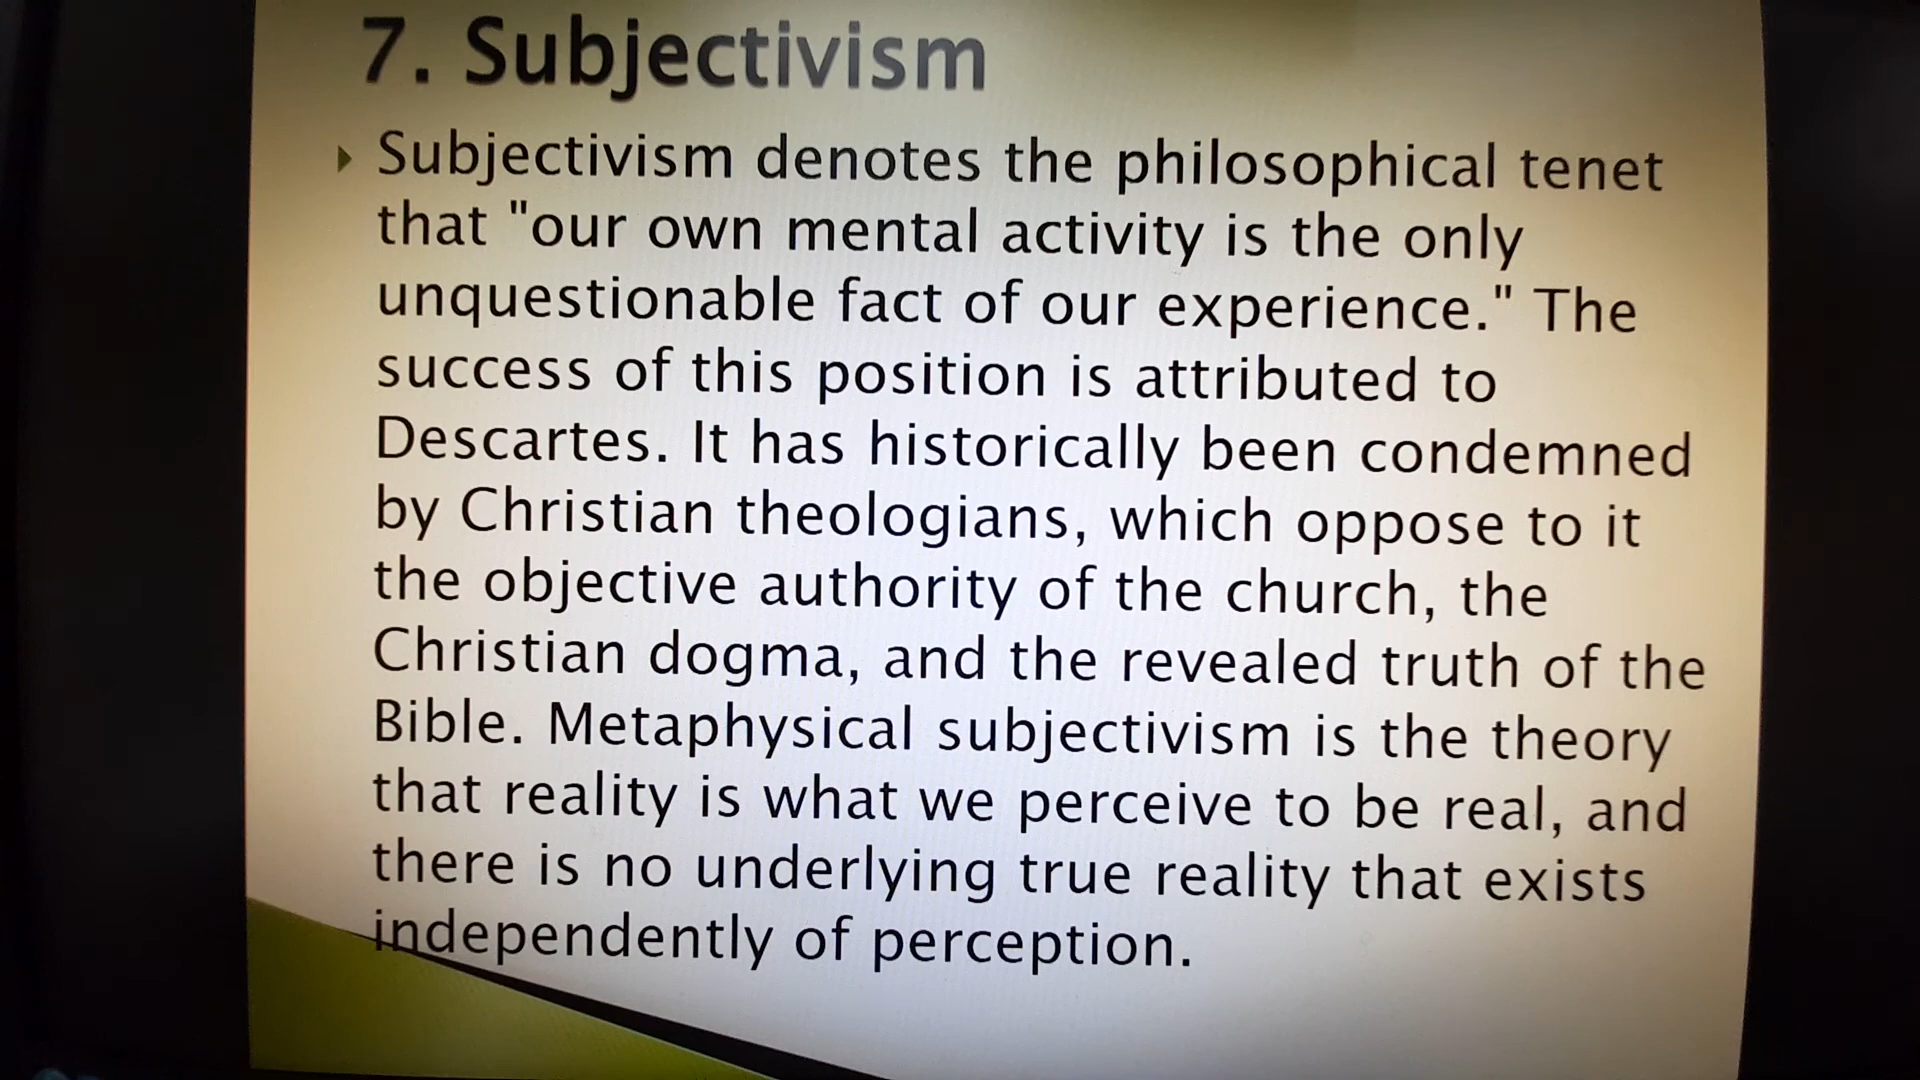 7. Subjectivism
Subjectivism denotes the philosophical tenet
that "our own mental activity is the only
unquestionable fact of our experience." The
success of this position is attributed to
Descartes. It has historically been condemned
by Christian theologians, which oppose to it
the objective authority of the church, the
Christian dogma, and the revealed truth of the
Bible. Metaphysical subjectivism is the theory
that reality is what we perceive to be real, and
there is no underlying true reality that exists
independently of perception.